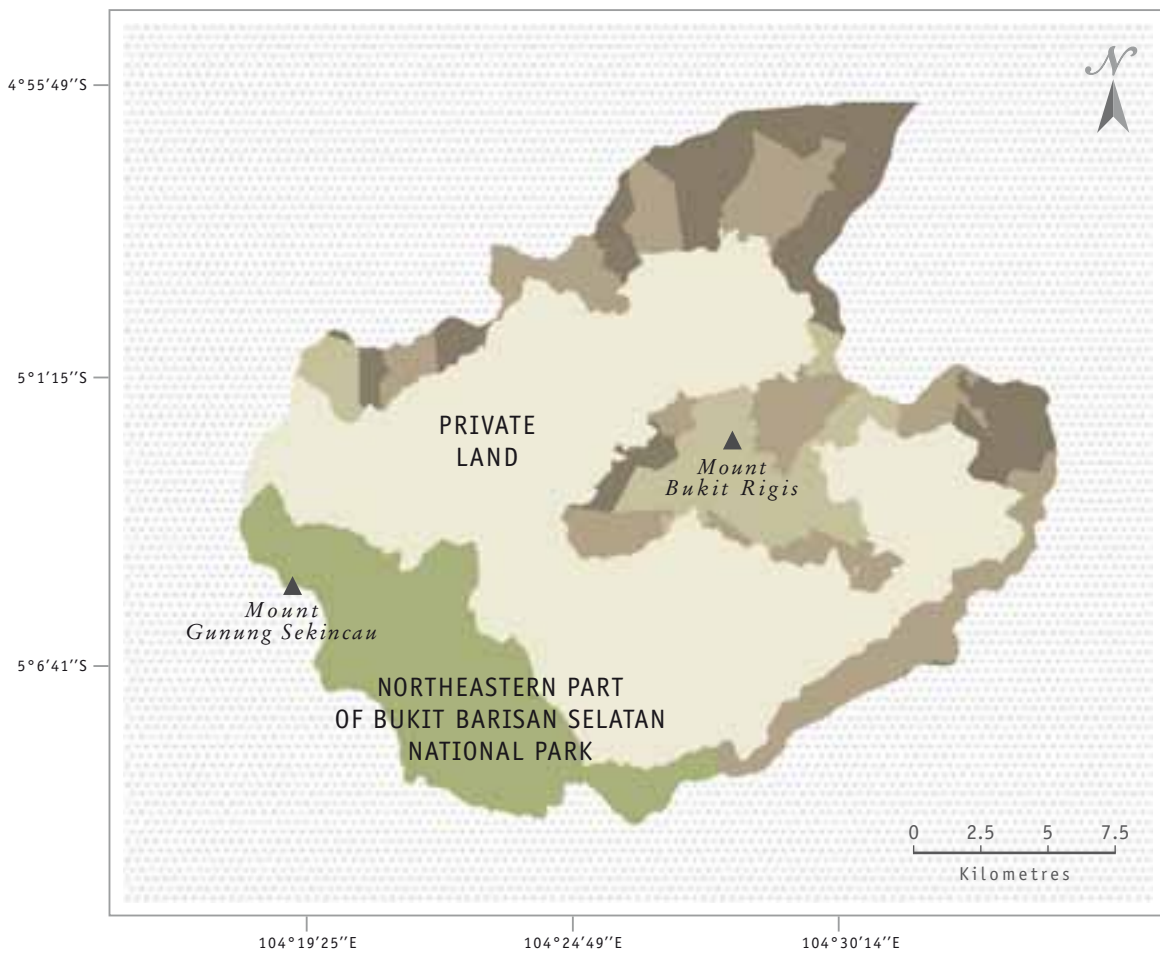 N
4°55′49′′S
5°1′15′′S
PRIVATE
LAND
Mount
Bukit Rigis
Mount
Gunung Sekincau
5°6′41′′S
NORTHEASTERN PART
OF BUKIT BARISAN SELATAN
NATIONAL PARK
0 2.5 5 7.5
Kilometres
104°19′25′′E 104°24′49′′E 104°30′14′′E